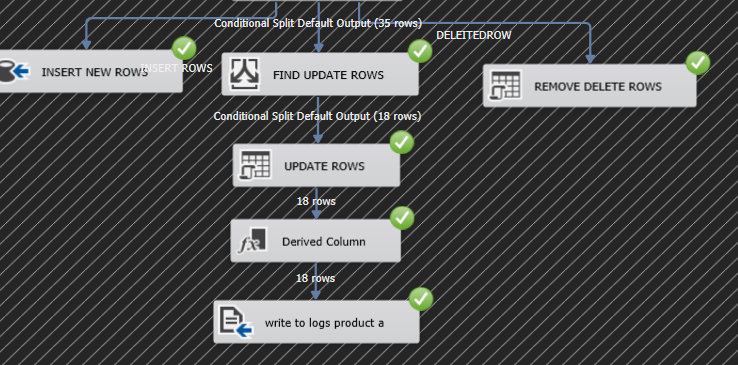 Conditional Split Default Output (35 rows)
DELEITEDROW
INSERT NEW ROWS
INSERT ROWS
FIND UPDATE ROWS
REMOVE DELETE ROWS
Conditional Split Default Output (18 rows)
UPDATE ROWS
18 rows
fx
Derived Column
18 rows
write to logs product a